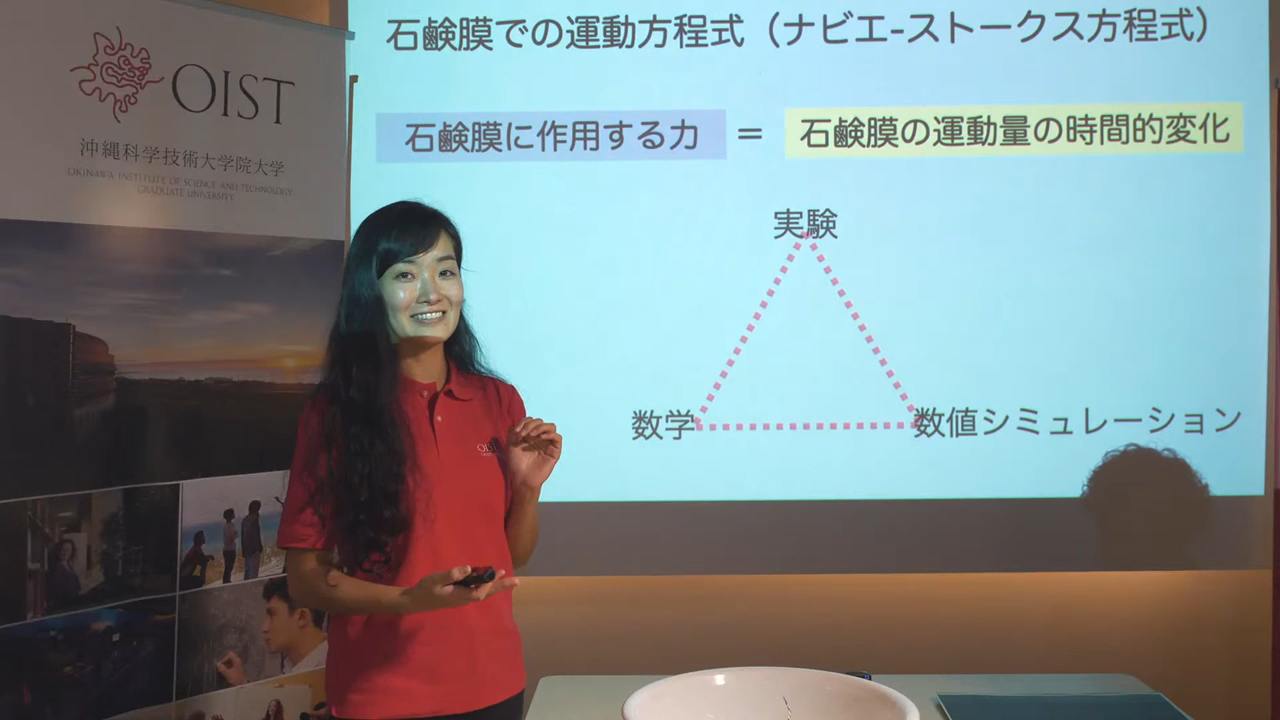 OIST
沖縄科学技術大学院大学
OKINAWA INSTITUTE OF SCIENCE AND TECHNOLOGY
GRADUATE UNIVERSITY
石鹸膜での運動方程式（ナビエ-ストークス方程式）
石鹸膜に作用する力 = 石鹸膜の運動量の時間的変化
実験
数学
数値シミュレーション
OIST